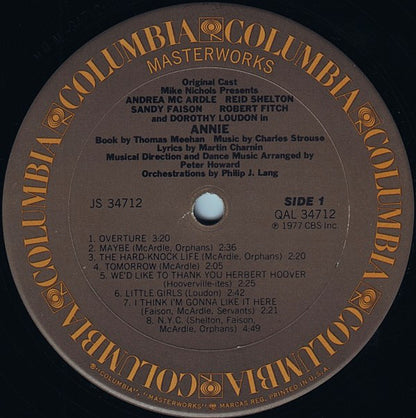 COLUMBIA COLUMBIA COLUMBIA COLUMBIA COLUMBIA COLUMBIA
MASTERWORKS
Original Cast
Mike Nichols Presents
ANDREA MC ARDLE REID SHELTON
SANDY FAISON ROBERT FITCH
and DOROTHY LOUDON in
ANNIE
Book by Thomas Meehan Music by Charles Strouse
Lyrics by Martin Charnin
Musical Direction and Dance Music Arranged by
Peter Howard
Orchestrations by Philip J. Lang
JS 34712
SIDE 1
QAL 34712
℗ 1977 CBS Inc.
1. OVERTURE 3:20
2. MAYBE (McArdle, Orphans) 2:36
3. THE HARD-KNOCK LIFE (McArdle, Orphans) 2:20
4. TOMORROW (McArdle) 2:05
5. WE'D LIKE TO THANK YOU HERBERT HOOVER
(Hooverville-ites) 2:50
6. LITTLE GIRLS (Loudon) 2:42
7. I THINK I'M GONNA LIKE IT HERE
(Faison, McArdle, Servants) 2:21
8. N.Y.C. (Shelton, Faison,
McArdle, Orphans) 4:49
® "COLUMBIA", "MASTERWORKS", MARCAS REG. PRINTED IN U.S.A.